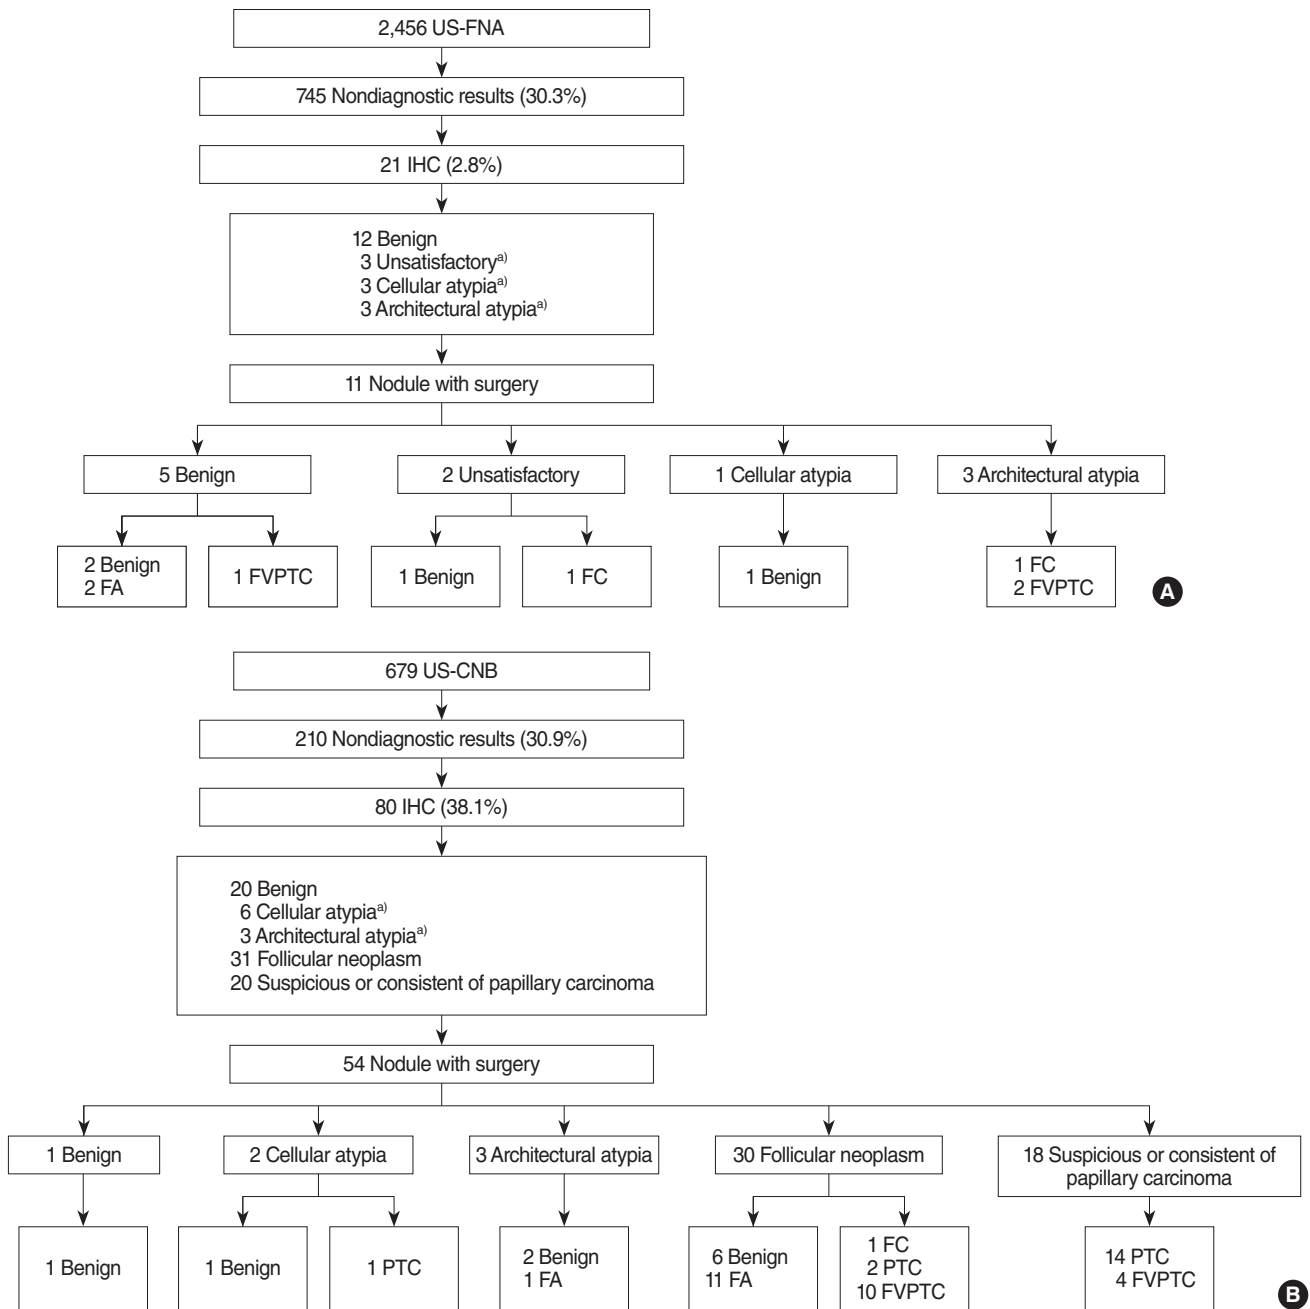 2,456 US-FNA
745 Nondiagnostic results (30.3%)
21 IHC (2.8%)
12 Benign
3 Unsatisfactory a)
3 Cellular atypia a)
3 Architectural atypia a)
11 Nodule with surgery
5 Benign
2 Unsatisfactory
1 Cellular atypia
3 Architectural atypia
2 Benign
2 FA
1 FVPTC
1 Benign
1 FC
1 Benign
1 FC
2 FVPTC
A
679 US-CNB
210 Nondiagnostic results (30.9%)
80 IHC (38.1%)
20 Benign
6 Cellular atypia a)
3 Architectural atypia a)
31 Follicular neoplasm
20 Suspicious or consistent of papillary carcinoma
54 Nodule with surgery
1 Benign
2 Cellular atypia
3 Architectural atypia
30 Follicular neoplasm
18 Suspicious or consistent of
papillary carcinoma
1 Benign
1 Benign
1 PTC
2 Benign
1 FA
6 Benign
11 FA
1 FC
2 PTC
10 FVPTC
14 PTC
4 FVPTC
B